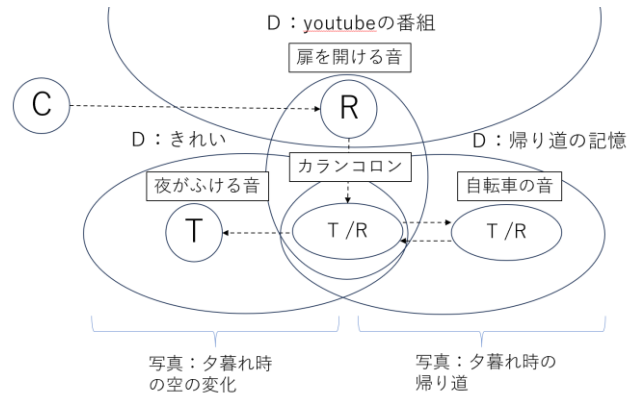 D：youtubeの番組
扉を開ける音
C
R
D：きれい
D：帰り道の記憶
カランコロン
夜がふける音
自転車の音
T
T /R
T /R
写真：夕暮れ時
の空の変化
写真：夕暮れ時の
帰り道